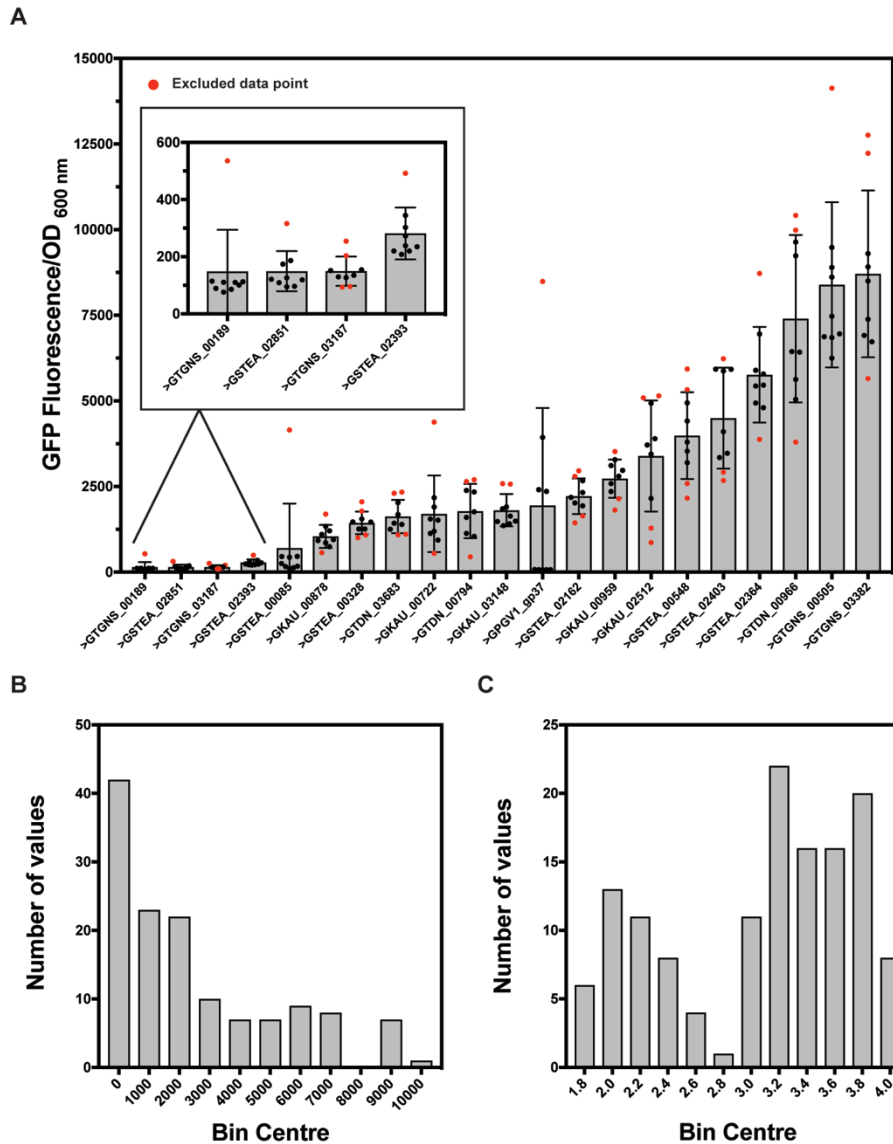 A
GFP Fluorescence/OD 600 nm
15000
12500
10000
7500
5000
2500
0
Excluded data point
600
400
200
0
>GTGNS_00189
>GSTEA_02851
>GTGNS_03187
>GSTEA_02393
>GTGNS_00189
>GSTEA_02851
>GTGNS_03187
>GSTEA_02393
>GSTEA_00085
>GKAU_00878
>GSTEA_00328
>GTDN_03683
>GKAU_00722
>GTDN_00794
>GKAU_03148
>GPGV1_gp37
>GSTEA_02162
>GKAU_00959
>GKAU_02512
>GSTEA_00548
>GSTEA_02403
>GSTEA_02364
>GTDN_00966
>GTGNS_00505
>GTGNS_03382
B
Number of values
50
40
30
20
10
0
0 1000 2000 3000 4000 5000 6000 7000 8000 9000 10000
Bin Centre
C
Number of values
25
20
15
10
5
0
1.8 2.0 2.2 2.4 2.6 2.8 3.0 3.2 3.4 3.6 3.8 4.0
Bin Centre